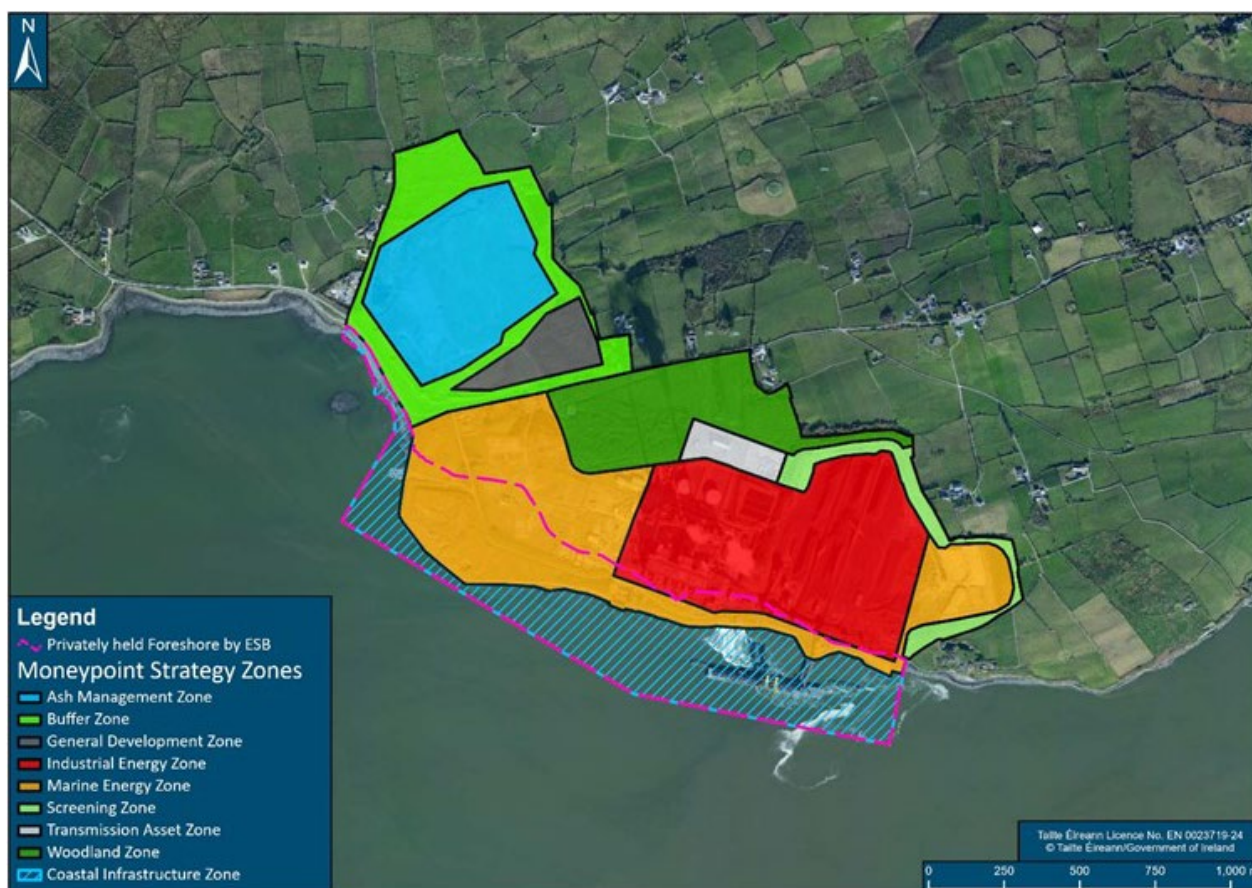 N
Legend
Privately held Foreshore by ESB
Moneypoint Strategy Zones
Ash Management Zone
Buffer Zone
General Development Zone
Industrial Energy Zone
Marine Energy Zone
Screening Zone
Transmission Asset Zone
Woodland Zone
Coastal Infrastructure Zone
Tailte Éireann Licence No. EN 0023719-24
© Tailte Éireann/Government of Ireland
0 250 500 750 1,000